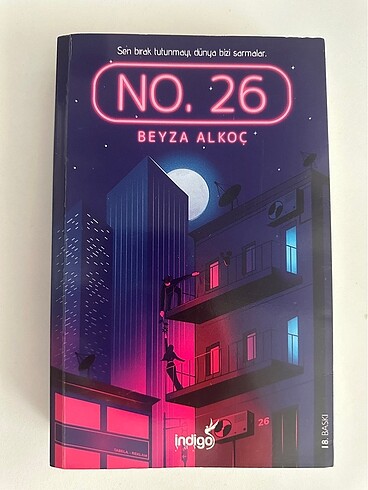 Sen bırak tutunmayı, dünya bizi sarmalar.
NO. 26
BEYZA ALKOÇ
26
indigo
18. BASKI